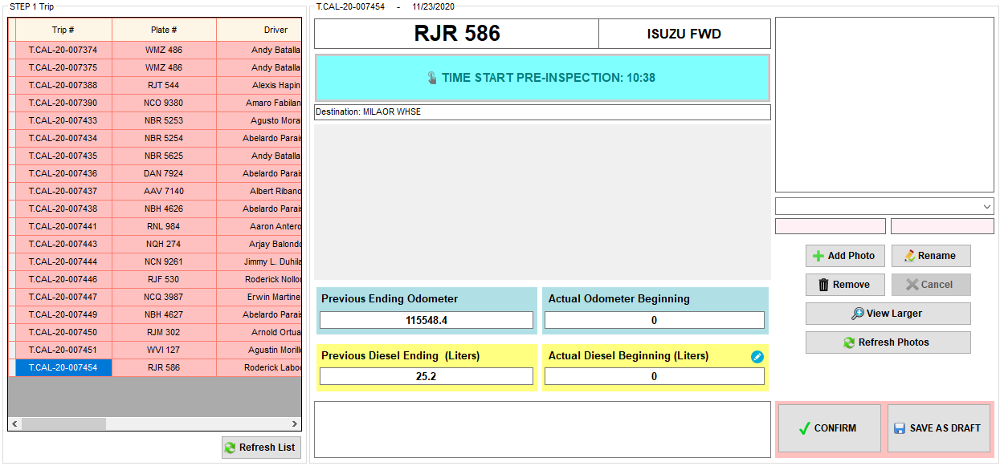 STEP 1 Trip
Trip # Plate # Driver
T.CAL-20-007374 WMZ 486 Andy Batalla
T.CAL-20-007375 WMZ 486 Andy Batalla
T.CAL-20-007388 RJT 544 Alexis Hapin
T.CAL-20-007390 NCO 9380 Amaro Fabilan
T.CAL-20-007433 NBR 5253 Agusto Mora
T.CAL-20-007434 NBR 5254 Abelardo Parais
T.CAL-20-007435 NBR 5625 Andy Batalla
T.CAL-20-007436 DAN 7924 Abelardo Parais
T.CAL-20-007437 AAV 7140 Albert Ribano
T.CAL-20-007438 NBH 4626 Abelardo Parais
T.CAL-20-007441 RNL 984 Aaron Antero
T.CAL-20-007443 NQH 274 Arjay Balondo
T.CAL-20-007444 NCN 9261 Jimmy L. Duhila
T.CAL-20-007446 RJF 530 Roderick Nollor
T.CAL-20-007447 NCQ 3987 Erwin Martine
T.CAL-20-007449 NBH 4627 Abelardo Parais
T.CAL-20-007450 RJM 302 Arnold Ortua
T.CAL-20-007451 WVI 127 Agustin Morillo
T.CAL-20-007454 RJR 586 Roderick Laboo
Refresh List
T.CAL-20-007454 - 11/23/2020
RJR 586 ISUZU FWD
TIME START PRE-INSPECTION: 10:38
Destination: MILAOR WHSE
Previous Ending Odometer Actual Odometer Beginning
115548.4 0
Previous Diesel Ending (Liters) Actual Diesel Beginning (Liters)
25.2 0
Add Photo Rename
Remove Cancel
View Larger
Refresh Photos
CONFIRM SAVE AS DRAFT